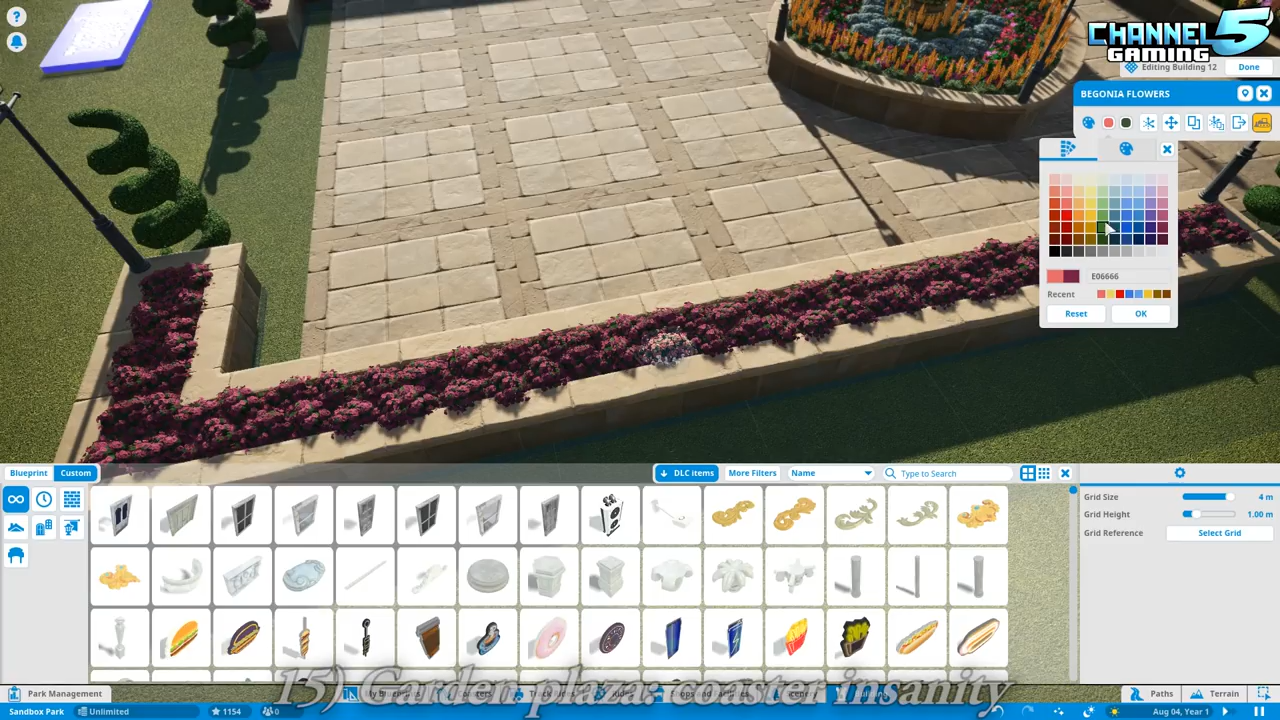 CHANNEL 5
GAMING
Editing Building 12
Done
BEGONIA FLOWERS
E06666
Recent
Reset
OK
Blueprint
Custom
DLC items
More Filters
Name
Type to Search
Grid Size
4 m
Grid Height
1.00 m
Grid Reference
Select Grid
15) Garden plaza: coaster insanity
Park Management
Paths
Terrain
Sandbox Park
Unlimited
1154
0
Aug 04, Year 1